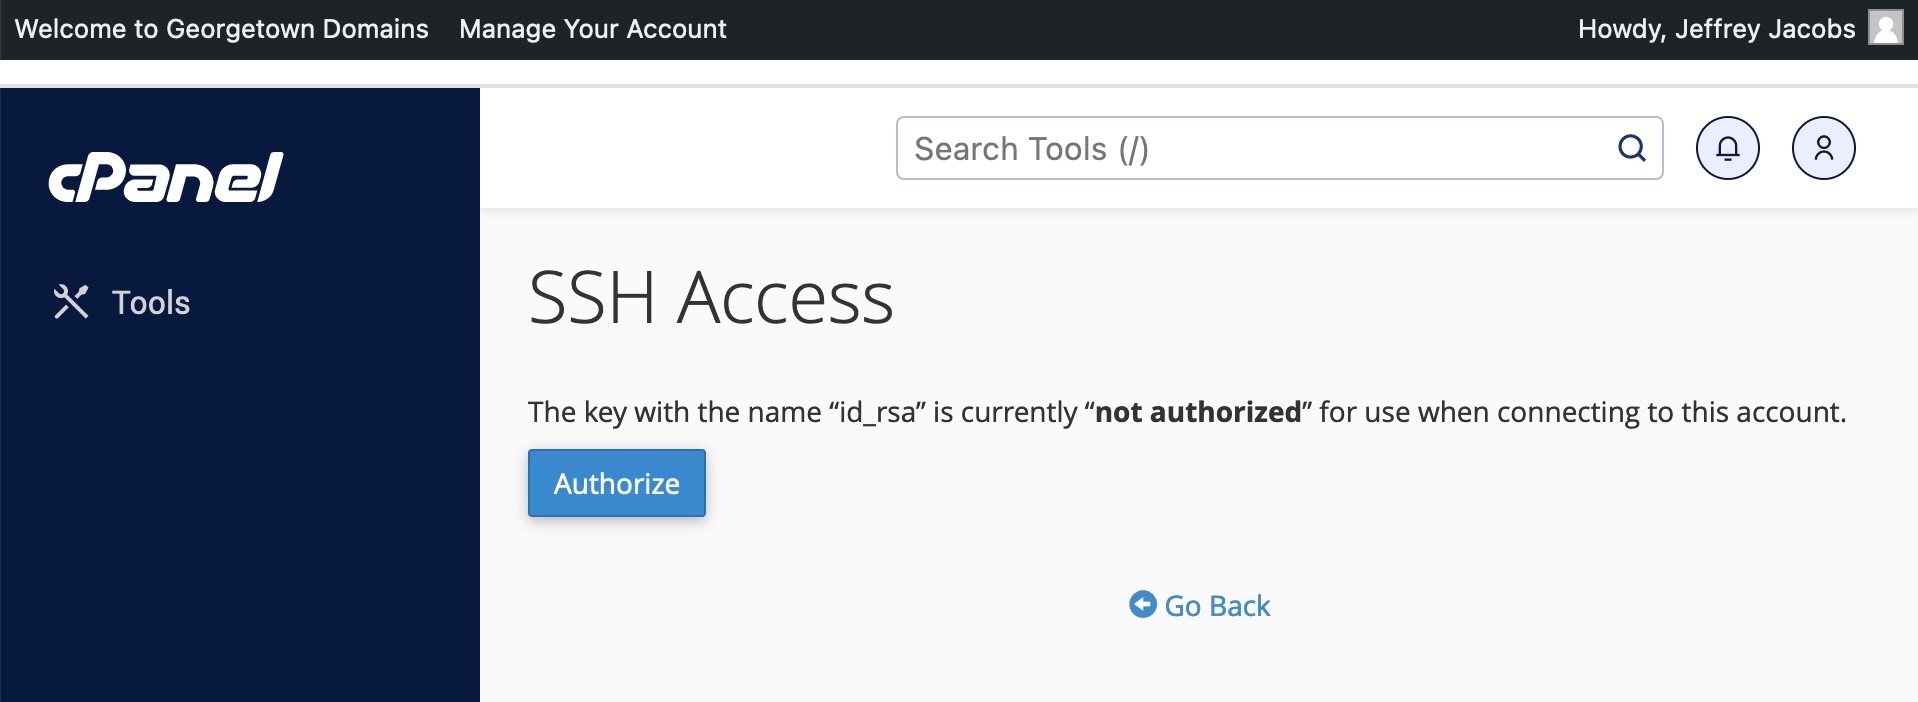 Welcome to Georgetown Domains Manage Your Account Howdy, Jeffrey Jacobs
cPanel
Search Tools (/)
Tools
SSH Access
The key with the name “id_rsa” is currently “not authorized” for use when connecting to this account.
Authorize
Go Back